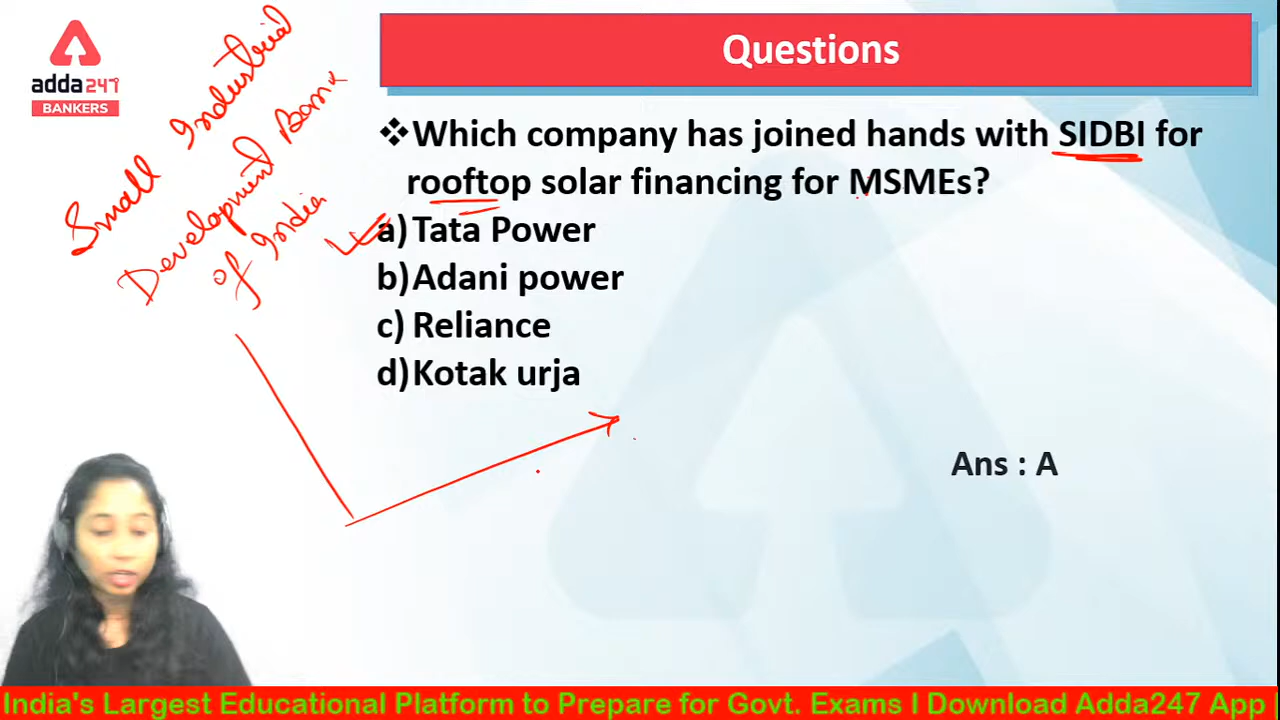 adda247
BANKERS
Small Industrial
Development Bank
of India
Questions
❖Which company has joined hands with SIDBI for
rooftop solar financing for MSMEs?
a) Tata Power
b) Adani power
c) Reliance
d) Kotak urja
Ans : A
India's Largest Educational Platform to Prepare for Govt. Exams I Download Adda247 App